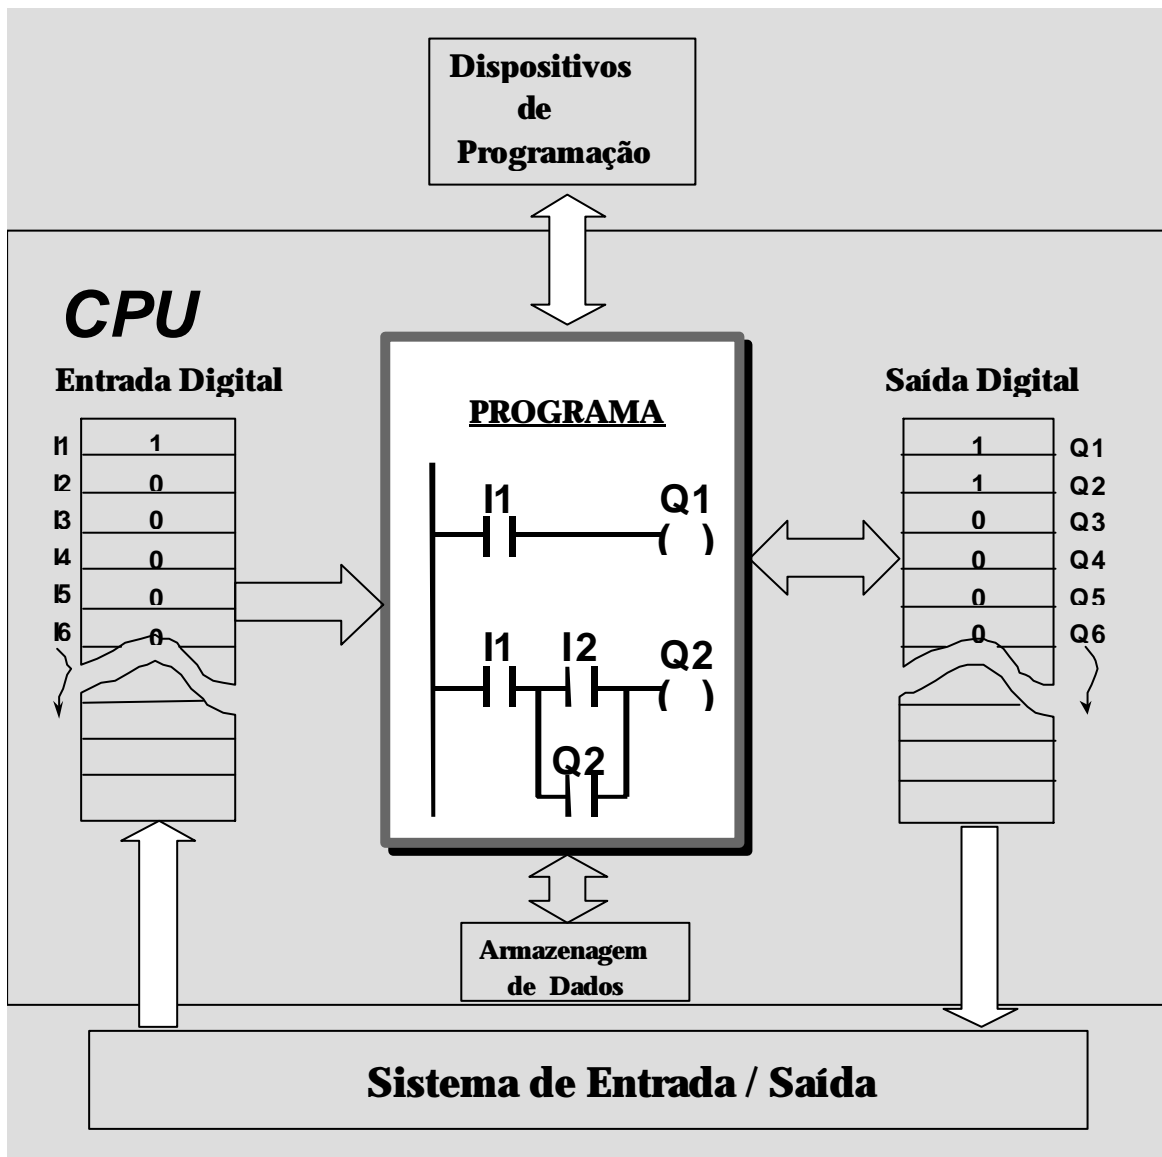 Dispositivos
de
Programação
CPU
Entrada Digital
Saída Digital
PROGRAMA
I1 1
I2 0
I3 0
I4 0
I5 0
I6 0
I1 Q1
( )
I1 I2 Q2
( )
Q2
1 Q1
1 Q2
0 Q3
0 Q4
0 Q5
0 Q6
Armazenagem
de Dados
Sistema de Entrada / Saída